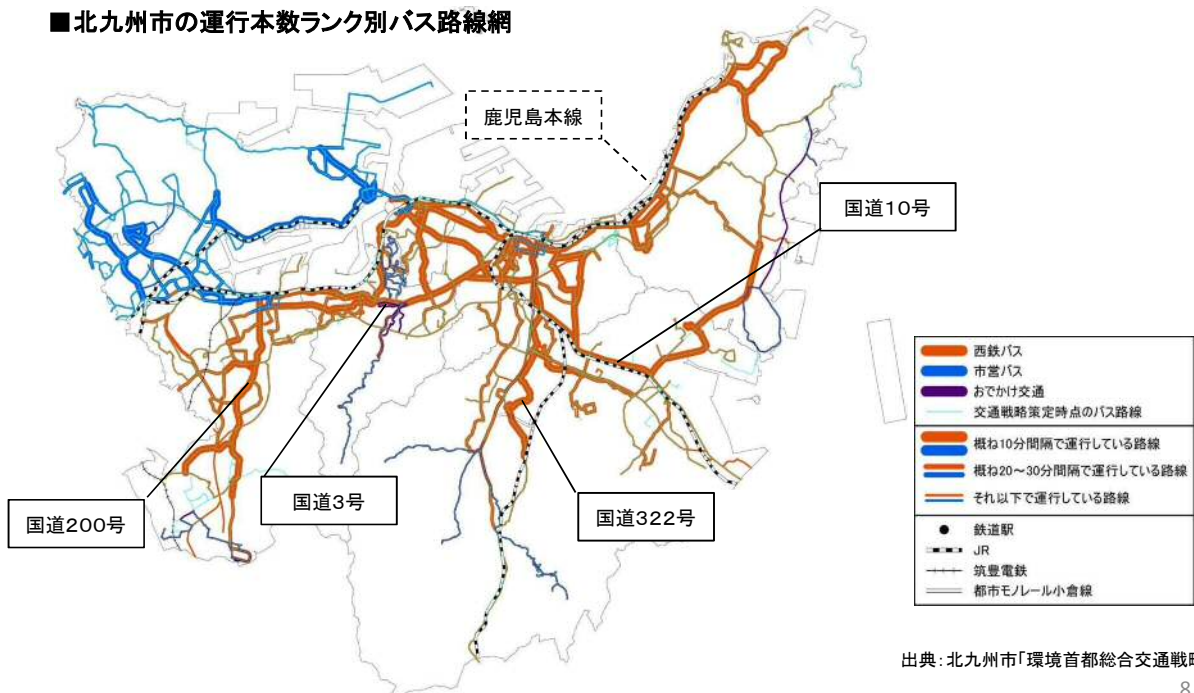 ■北九州市の運行本数ランク別バス路線網
鹿児島本線
国道10号
国道200号
国道3号
国道322号
西鉄バス
市営バス
おでかけ交通
交通戦略策定時点のバス路線
概ね10分間隔で運行している路線
概ね20～30分間隔で運行している路線
それ以下で運行している路線
鉄道駅
JR
筑豊電鉄
都市モノレール小倉線
出典:北九州市「環境首都総合交通戦
8